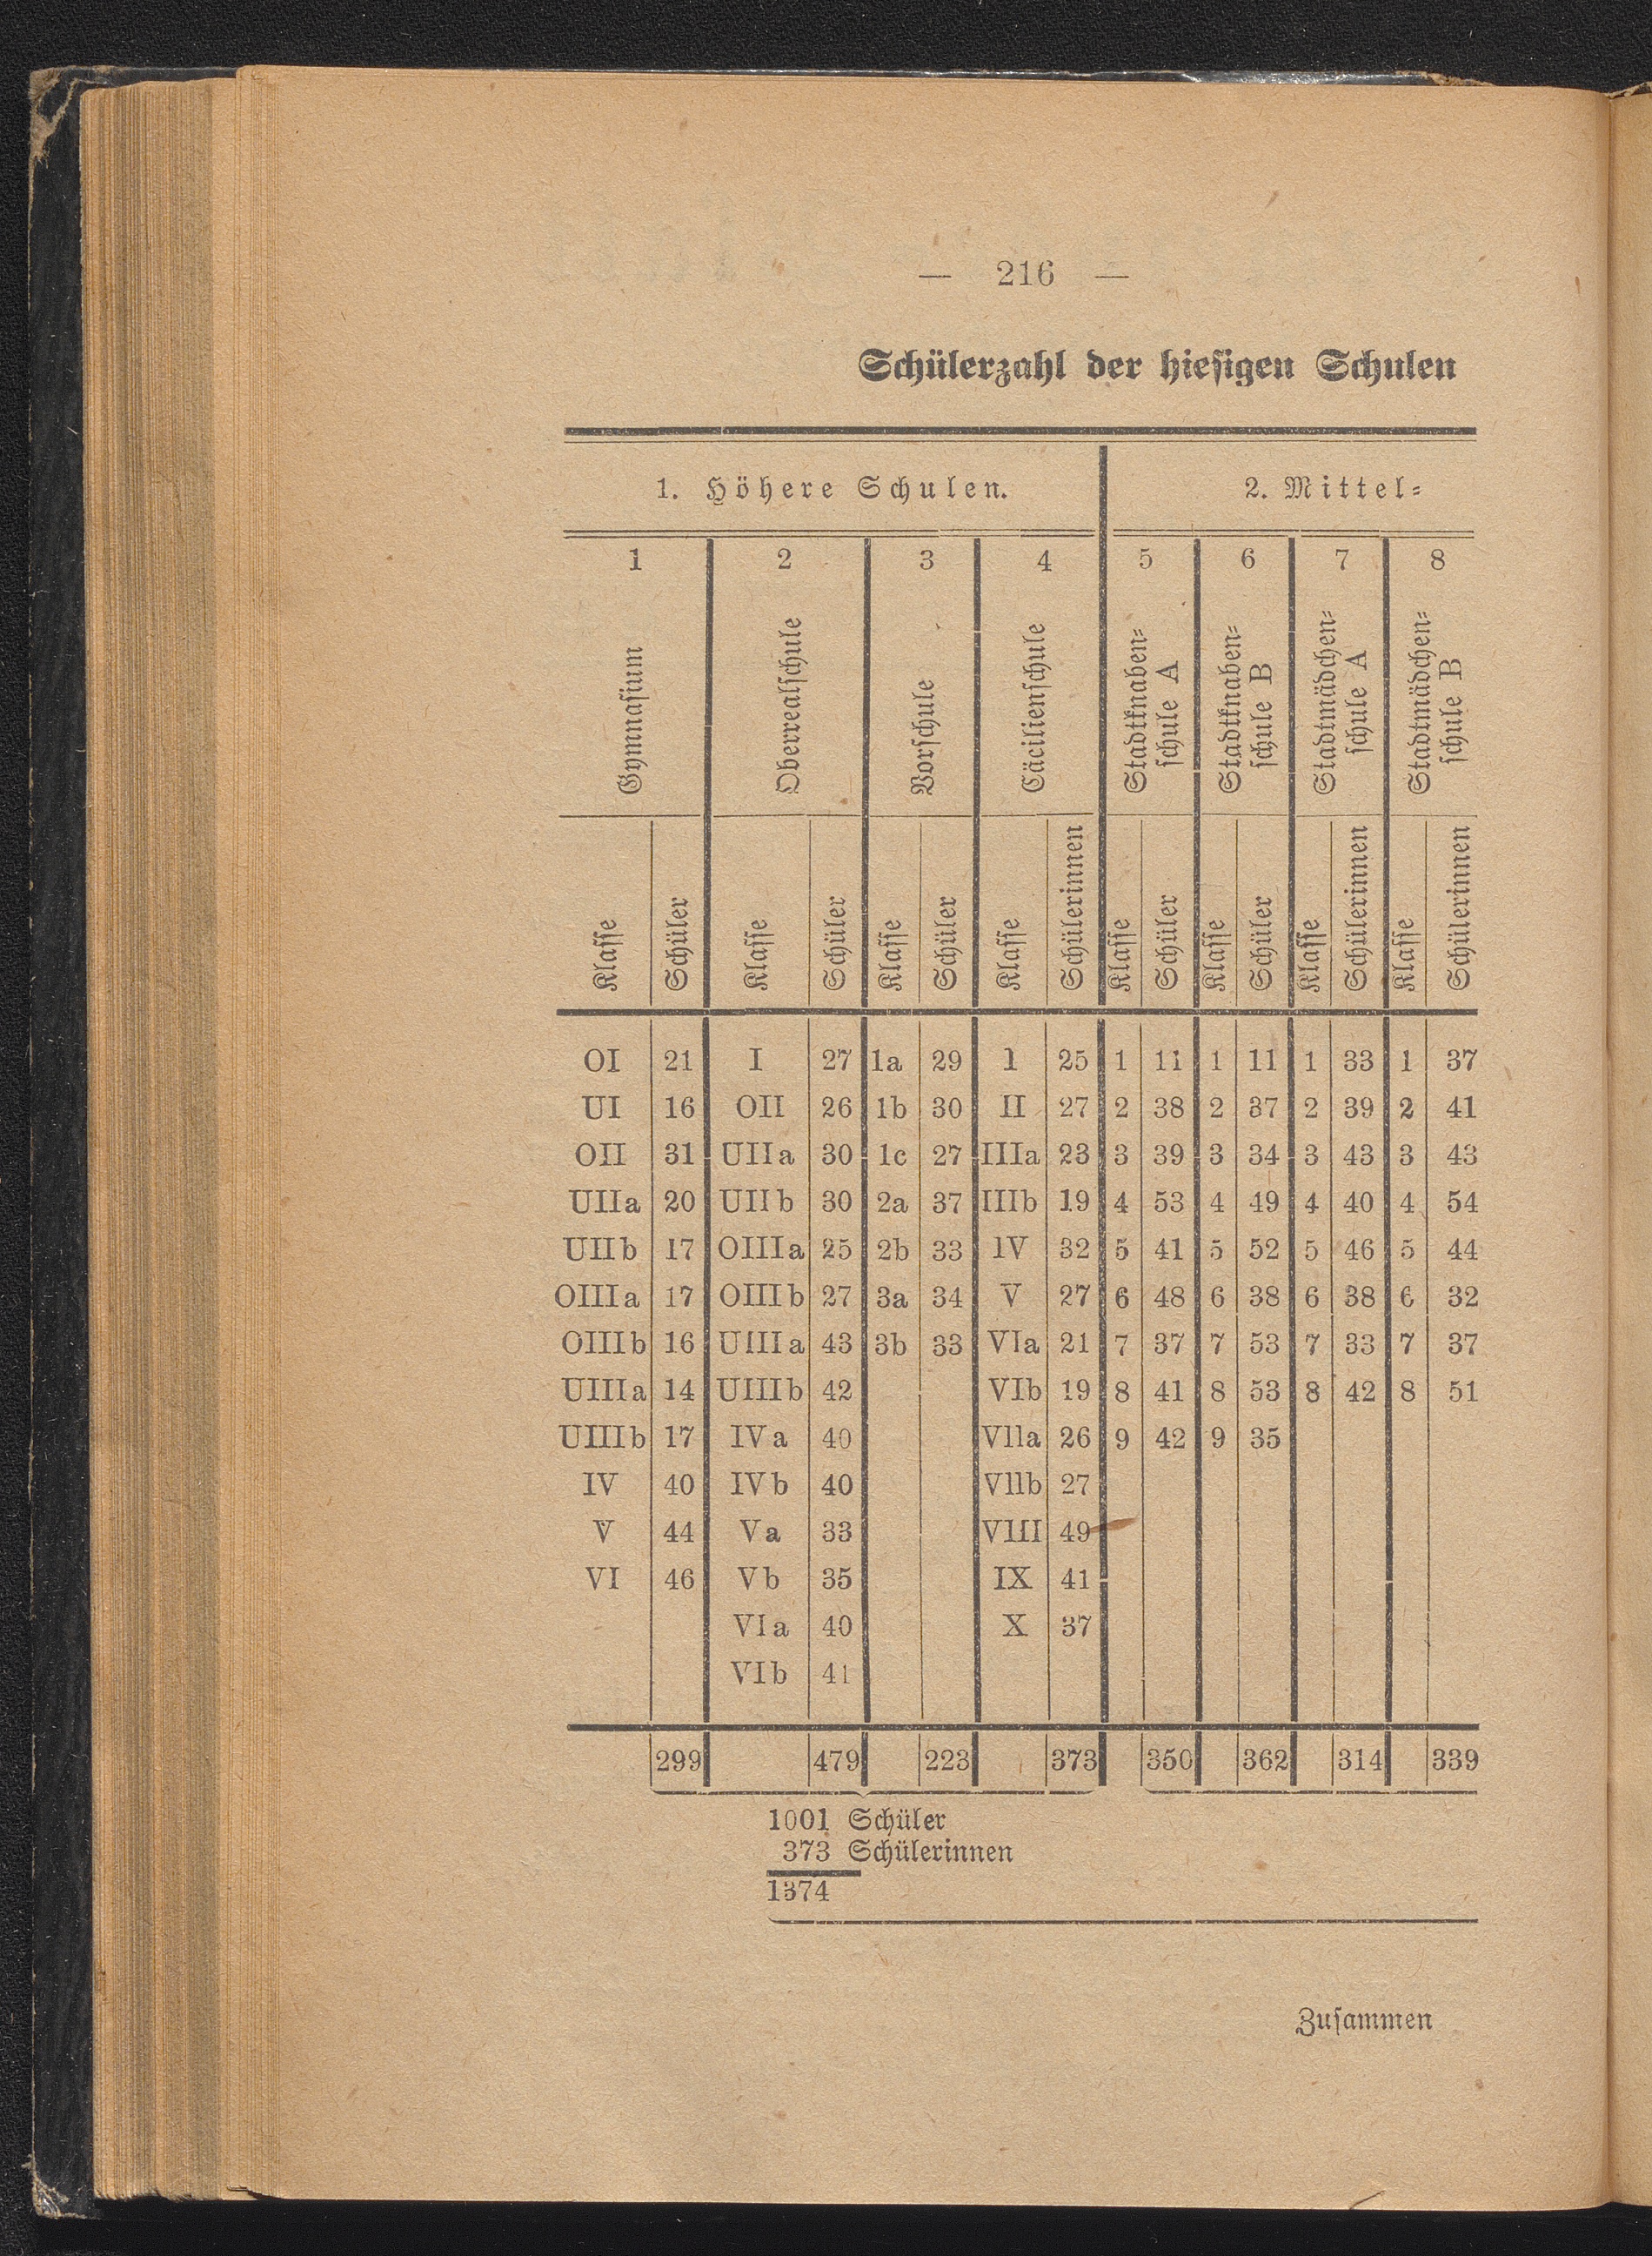 — 216 —
Schülerzahl der hiesigen Schulen
1. Höhere Schulen. 2. Mittel=
1 2 3 4 5 6 7 8
Gymnasium Oberrealschule Vorschule Cäcilienschule Stadtknaben= schule A Stadtknaben= schule B Stadtmädchen= schule A Stadtmädchen= schule B
Klasse Schüler Klasse Schüler Klasse Schüler Klasse Schülerinnen Klasse Schüler Klasse Schüler Klasse Schülerinnen Klasse Schülerinnen
OI 21 I 27 1a 29 I 25 1 11 1 11 1 33 1 37
UI 16 OII 26 1b 30 II 27 2 38 2 37 2 39 2 41
OII 31 UIIa 30 1c 27 IIIa 23 3 39 3 34 3 43 3 43
UIIa 20 UIIb 30 2a 37 IIIb 19 4 53 4 49 4 40 4 54
UIIb 17 OIIIa 25 2b 33 IV 32 5 41 5 52 5 46 5 44
OIIIa 17 OIIIb 27 3a 34 V 27 6 48 6 38 6 38 6 32
OIIIb 16 UIIIa 43 3b 33 VIa 21 7 37 7 53 7 33 7 37
UIIIa 14 UIIIb 42 VIb 19 8 41 8 53 8 42 8 51
UIIIb 17 IVa 40 VIIa 26 9 42 9 35
IV 40 IVb 40 VIIb 27
V 44 Va 33 VIII 49
VI 46 Vb 35 IX 41
VIa 40 X 37
VIb 41
299 479 223 373 350 362 314 339
1001 Schüler
373 Schülerinnen
1374
Zusammen